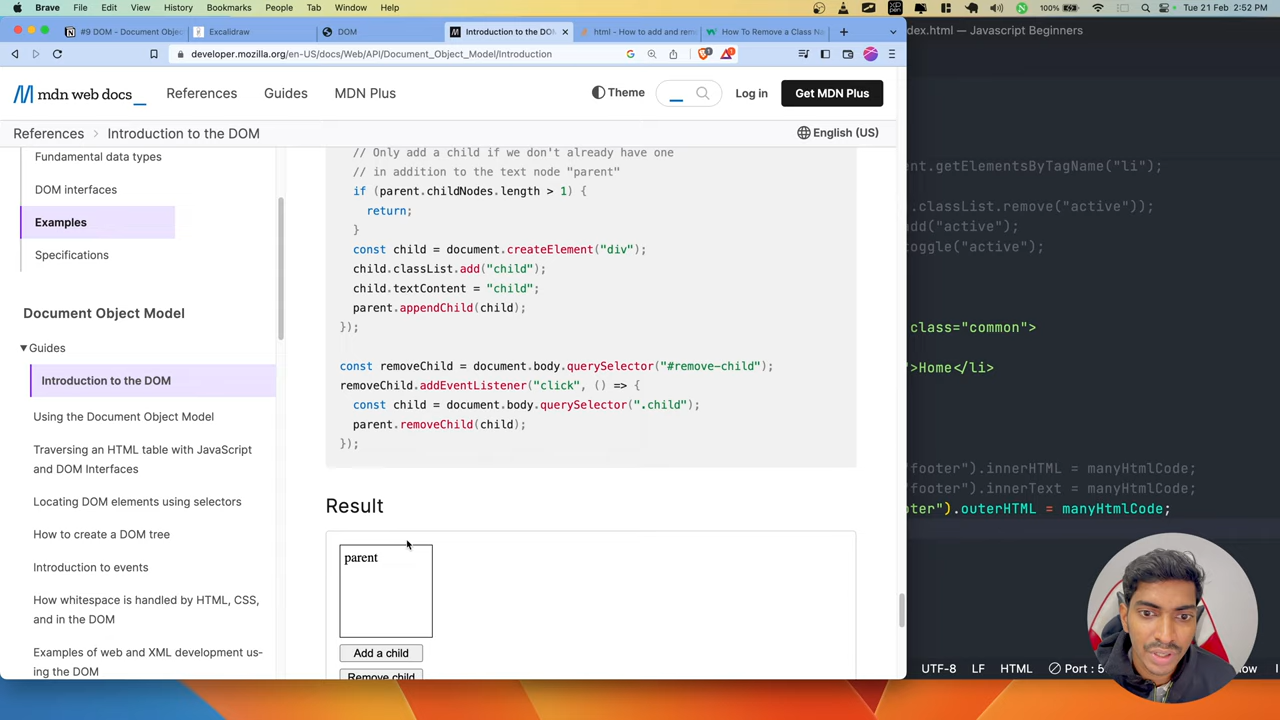 Brave File Edit View History Bookmarks People Tab Window Help
100% Tue 21 Feb 2:52 PM
#9 DOM - Document Obje
Excalidraw
DOM
Introduction to the DOM
html - How to add and rem
How To Remove a Class Na
dex.html — Javascript Beginners
developer.mozilla.org/en-US/docs/Web/API/Document_Object_Model/Introduction
mdn web docs_
References
Guides
MDN Plus
Theme
Log in
Get MDN Plus
References > Introduction to the DOM
English (US)
Fundamental data types
DOM interfaces
Examples
Specifications
Document Object Model
Guides
Introduction to the DOM
Using the Document Object Model
Traversing an HTML table with JavaScript
and DOM Interfaces
Locating DOM elements using selectors
How to create a DOM tree
Introduction to events
How whitespace is handled by HTML, CSS,
and in the DOM
Examples of web and XML development us-
ing the DOM
// Only add a child if we don't already have one
// in addition to the text node "parent"
if (parent.childNodes.length > 1) {
return;
}
const child = document.createElement("div");
child.classList.add("child");
child.textContent = "child";
parent.appendChild(child);
});
const removeChild = document.body.querySelector("#remove-child");
removeChild.addEventListener("click", () => {
const child = document.body.querySelector(".child");
parent.removeChild(child);
});
Result
parent
Add a child
Remove child
ent.getElementsByTagName("li");
.classList.remove("active"));
add("active");
toggle("active");
class="common">
">Home</li>
"footer").innerHTML = manyHtmlCode;
"footer").innerText = manyHtmlCode;
oter").outerHTML = manyHtmlCode;
UTF-8 LF HTML Port : 5